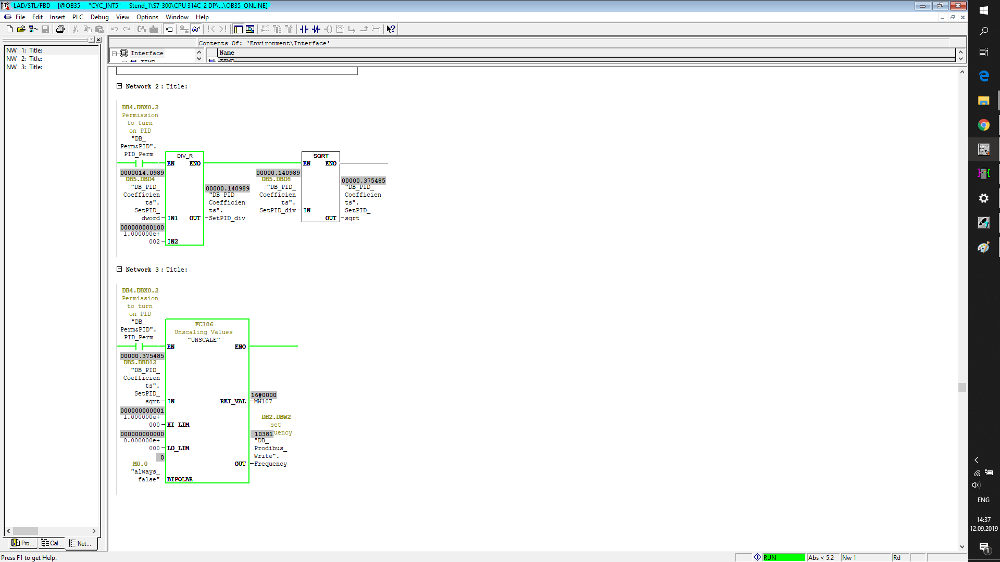 LAD/STL/FBD - [@OB35 -- "CYC_INT5" -- Stend_1\S7-300\CPU 314C-2 DP\...\OB35 ONLINE]
File Edit Insert PLC Debug View Options Window Help
NW 1: Title:
NW 2: Title:
NW 3: Title:
Contents Of: 'Environment\Interface'
Interface
Name
TEMP
TEMP
Network 2 : Title:
DB4.DBX0.2
Permission
to turn
on PID
"DB_
Perm&PID".
PID_Perm
DIV_R
EN ENO
0000014.0989
DB5.DBD4
"DB_PID_
Coefficien
ts".
SetPID_
dword
IN1 OUT
000000000100
1.000000e+
002
IN2
00000.140989
"DB_PID_
Coefficien
ts".
SetPID_div
SQRT
EN ENO
00000.140989
DB5.DBD8
"DB_PID_
Coefficien
ts".
SetPID_div
IN
OUT
00000.375485
"DB_PID_
Coefficien
ts".
SetPID_
sqrt
Network 3 : Title:
DB4.DBX0.2
Permission
to turn
on PID
"DB_
Perm&PID".
PID_Perm
FC106
Unscaling Values
"UNSCALE"
EN ENO
00000.375485
DB5.DBD12
"DB_PID_
Coefficien
ts".
SetPID_
sqrt
IN RET_VAL
16#0000
MW107
000000000001
1.000000e+
000
HI_LIM
000000000000
0.000000e+
000
LO_LIM
0
M0.0
"always_
false"
BIPOLAR
OUT
DB2.DBW2
set
10381
uency
"DB_
Prodibus_
Write".
Frequency
Pro... Cal... Net...
Press F1 to get Help.
RUN
Abs < 5.2
Nw 1
Rd
ENG
14:37
12.09.2019
1